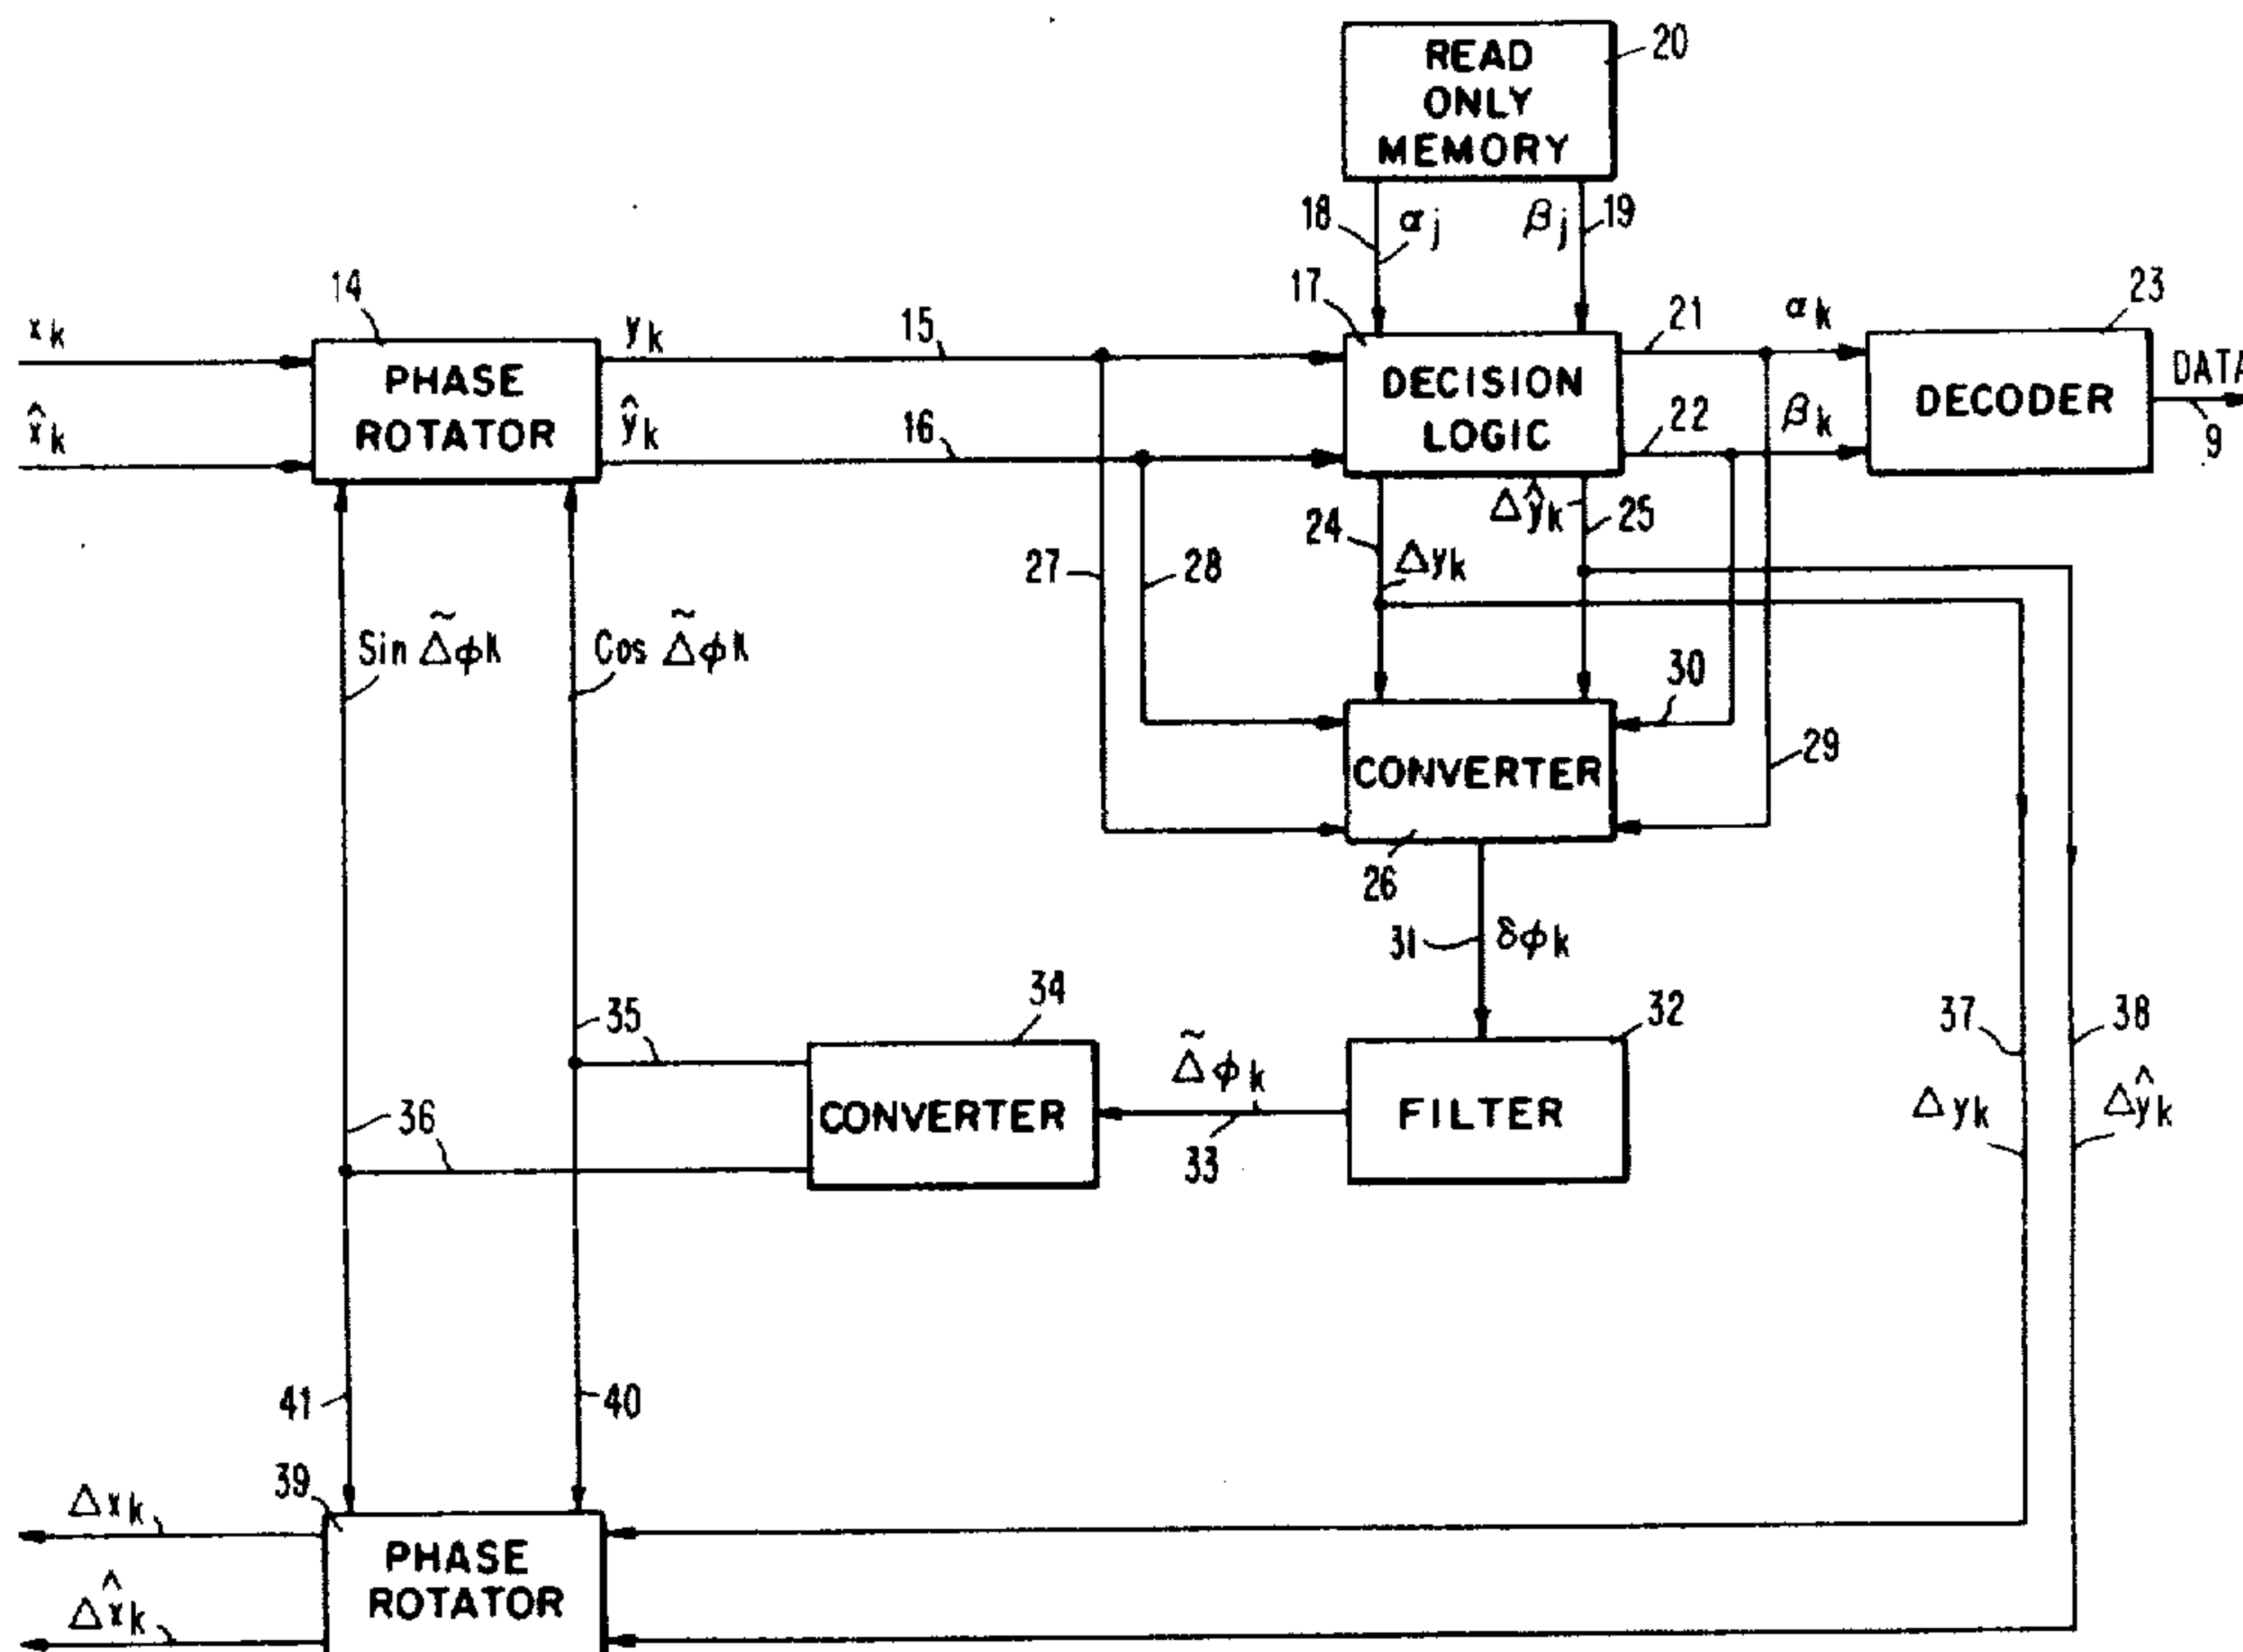 READ
ONLY
MEMORY
20
18
αj
βj
19
14
17
21
αk
23
xk
yk
15
DATA
PHASE
ROTATOR
DECISION
LOGIC
DECODER
x̂k
ŷk
16
22
βk
9
24
Δŷk
25
27
28
Δyk
Sin Δ̃ϕk
Cos Δ̃ϕk
30
29
CONVERTER
26
31
δϕk
34
32
35
37
38
Δ̃ϕk
CONVERTER
FILTER
36
33
Δyk
Δŷk
41
40
39
Δxk
PHASE
ROTATOR
Δx̂k